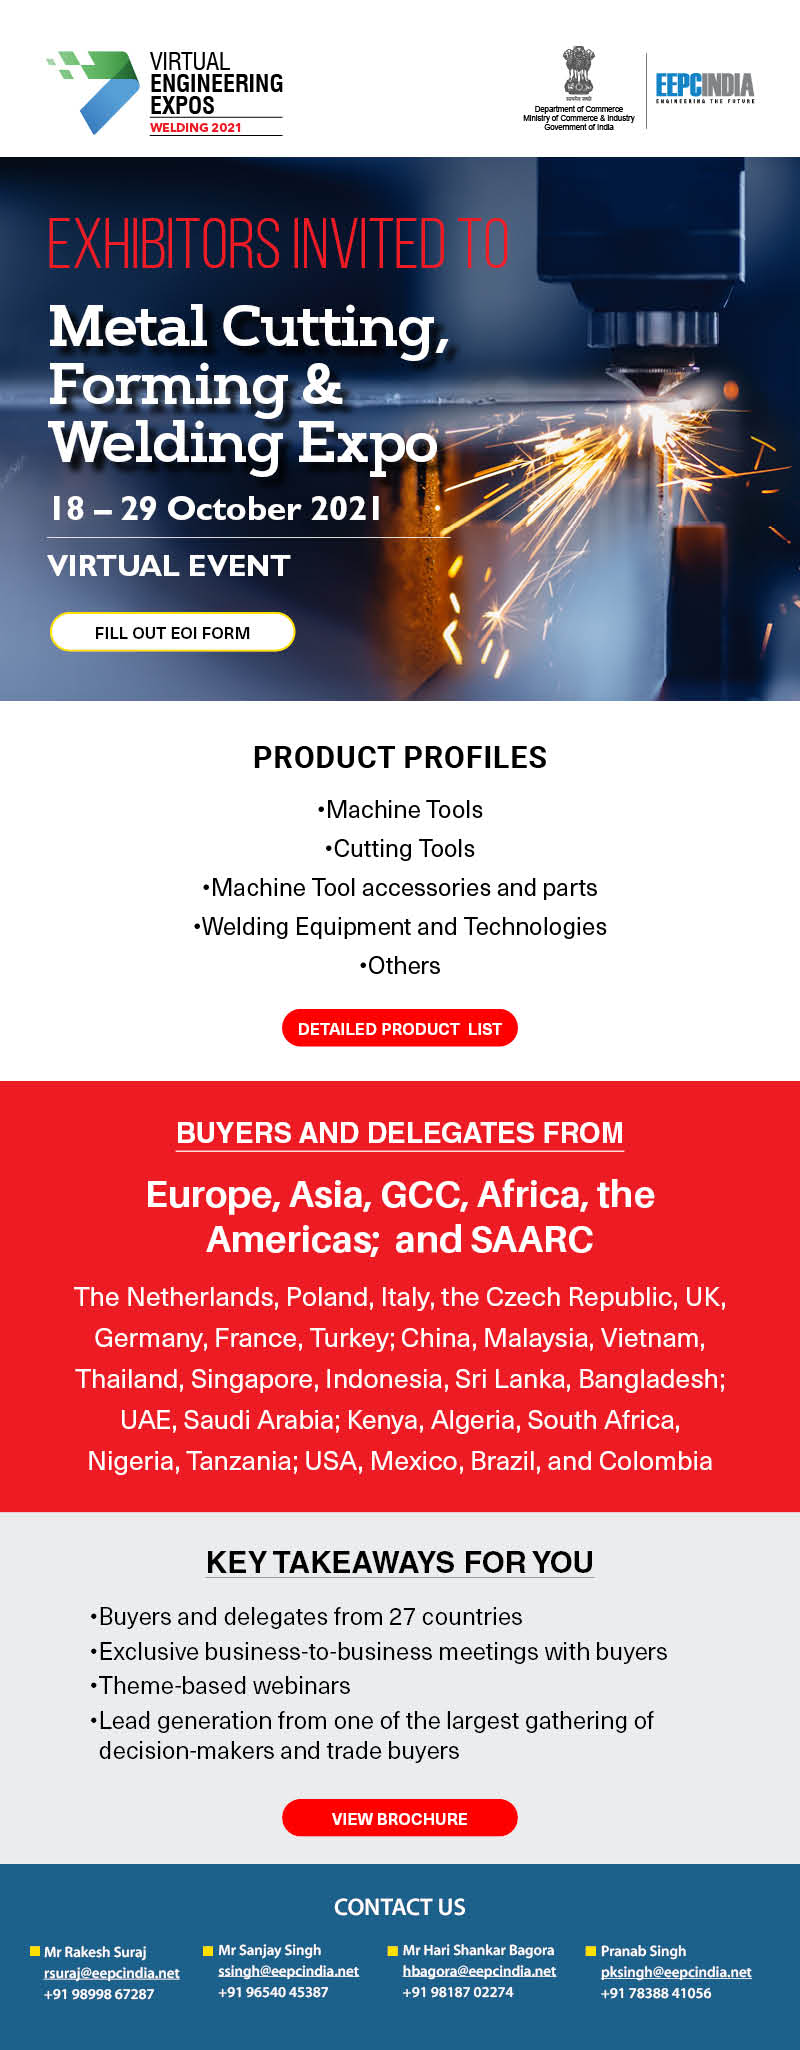 VIRTUAL
ENGINEERING
EXPOS
WELDING 2021
सत्यमेव जयते
Department of Commerce
Ministry of Commerce & Industry
Government of India
EEPCINDIA
ENGINEERING THE FUTURE
EXHIBITORS INVITED TO
Metal Cutting,
Forming &
Welding Expo
18 – 29 October 2021
VIRTUAL EVENT
FILL OUT EOI FORM
PRODUCT PROFILES
•Machine Tools
•Cutting Tools
•Machine Tool accessories and parts
•Welding Equipment and Technologies
•Others
DETAILED PRODUCT LIST
BUYERS AND DELEGATES FROM
Europe, Asia, GCC, Africa, the
Americas; and SAARC
The Netherlands, Poland, Italy, the Czech Republic, UK,
Germany, France, Turkey; China, Malaysia, Vietnam,
Thailand, Singapore, Indonesia, Sri Lanka, Bangladesh;
UAE, Saudi Arabia; Kenya, Algeria, South Africa,
Nigeria, Tanzania; USA, Mexico, Brazil, and Colombia
KEY TAKEAWAYS FOR YOU
•Buyers and delegates from 27 countries
•Exclusive business-to-business meetings with buyers
•Theme-based webinars
•Lead generation from one of the largest gathering of
decision-makers and trade buyers
VIEW BROCHURE
CONTACT US
Mr Rakesh Suraj
rsuraj@eepcindia.net
+91 98998 67287
Mr Sanjay Singh
ssingh@eepcindia.net
+91 96540 45387
Mr Hari Shankar Bagora
hbagora@eepcindia.net
+91 98187 02274
Pranab Singh
pksingh@eepcindia.net
+91 78388 41056